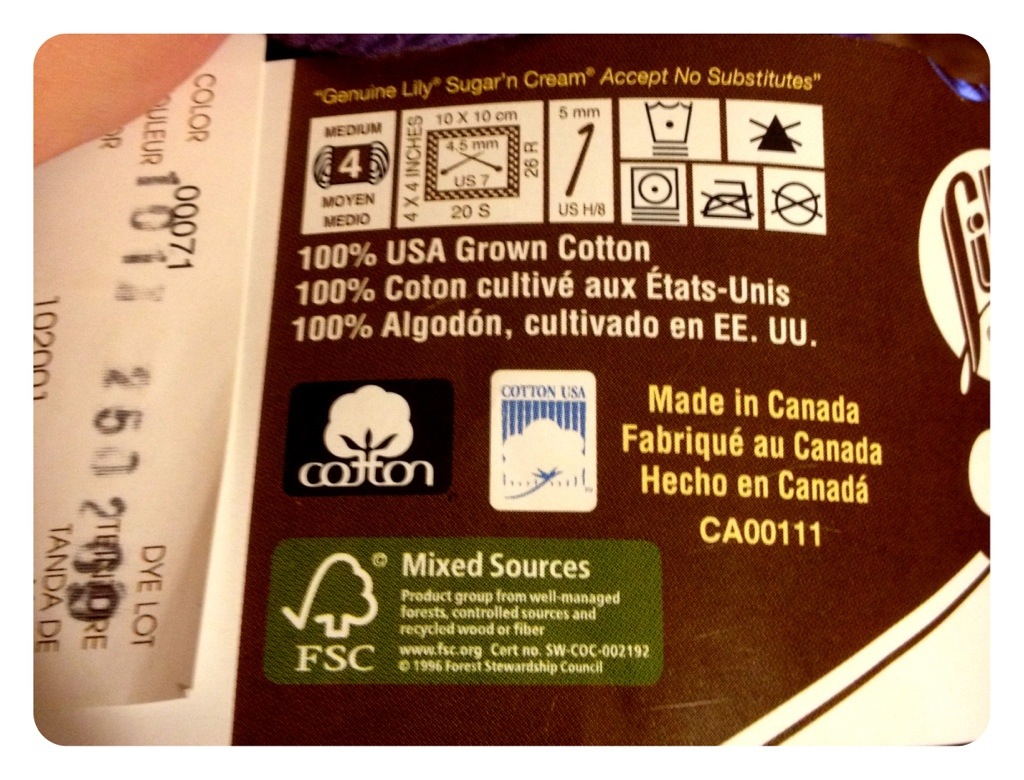 "Genuine Lily® Sugar'n Cream® Accept No Substitutes"
MEDIUM
4
MOYEN
MEDIO
4 X 4 INCHES
10 X 10 cm
4.5 mm
US 7
26 R
20 S
5 mm
US H/8
100% USA Grown Cotton
100% Coton cultivé aux États-Unis
100% Algodón, cultivado en EE. UU.
cotton
COTTON USA
Made in Canada
Fabriqué au Canada
Hecho en Canadá
CA00111
FSC
©
Mixed Sources
Product group from well-managed
forests, controlled sources and
recycled wood or fiber
www.fsc.org Cert no. SW-COC-002192
© 1996 Forest Stewardship Council
COLOR
00071
DYE LOT
TANDA DE
102001